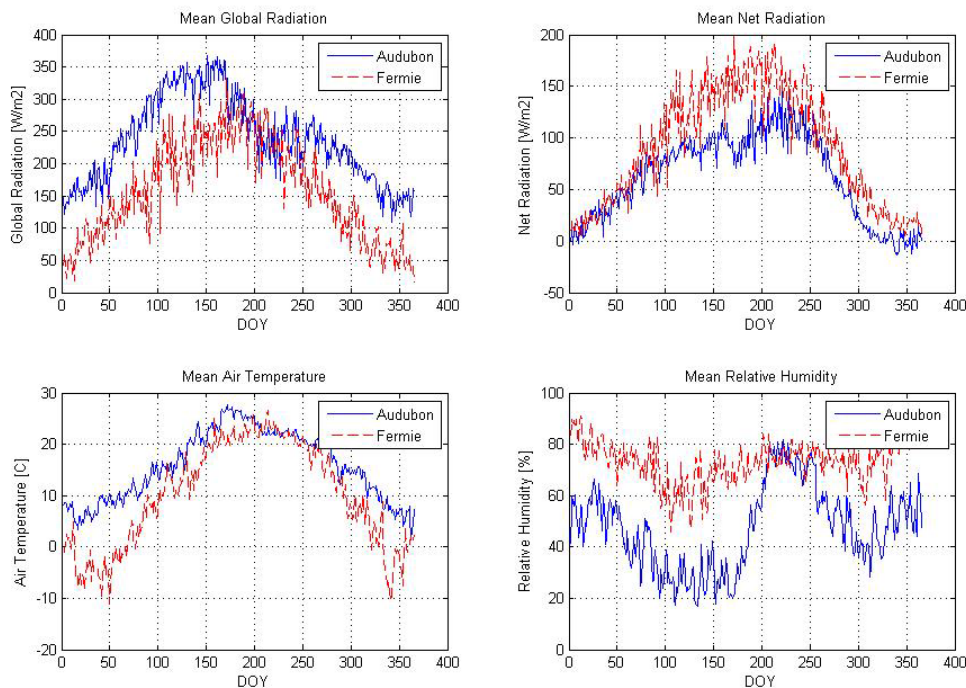 Mean Global Radiation
400
350
300
250
200
150
100
50
0
Global Radiation [W/m2]
Audubon
Fermie
0 50 100 150 200 250 300 350 400
DOY
Mean Net Radiation
200
150
100
50
0
-50
Net Radiation [W/m2]
Audubon
Fermie
0 50 100 150 200 250 300 350 400
DOY
Mean Air Temperature
30
20
10
0
-10
-20
Air Temperature [C]
Audubon
Fermie
0 50 100 150 200 250 300 350 400
DOY
Mean Relative Humidity
100
80
60
40
20
0
Relative Humidity [%]
Audubon
Fermie
0 50 100 150 200 250 300 350 400
DOY